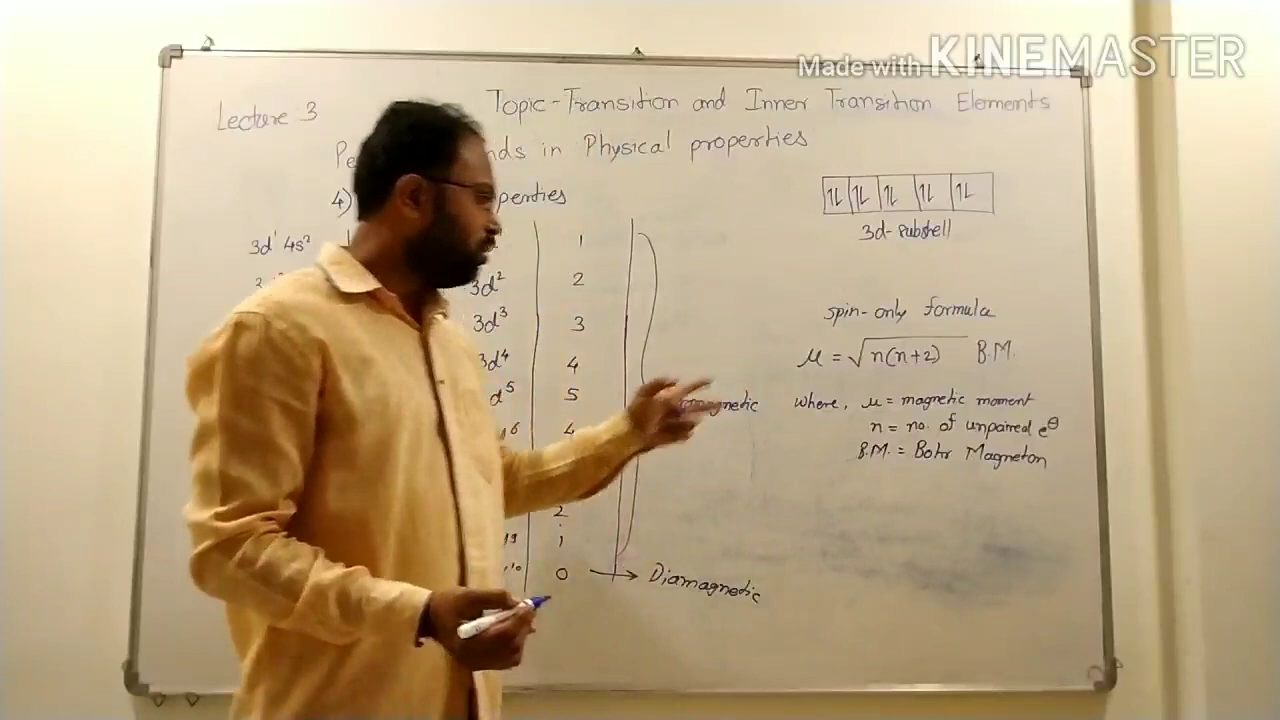 Made with KINEMASTER
Lecture 3
Topic-Transition and Inner Transition Elements
in Physical properties
4)
3d¹ 4s²
1
3d² 2
3d³ 3
3d⁴ 4
d⁵ 5
4
2
1
0 → Diamagnetic
3d-subshell
spin-only formula
μ = √n(n+2) B.M.
where, μ = magnetic moment
n = no. of unpaired e⊖
B.M. = Bohr Magneton